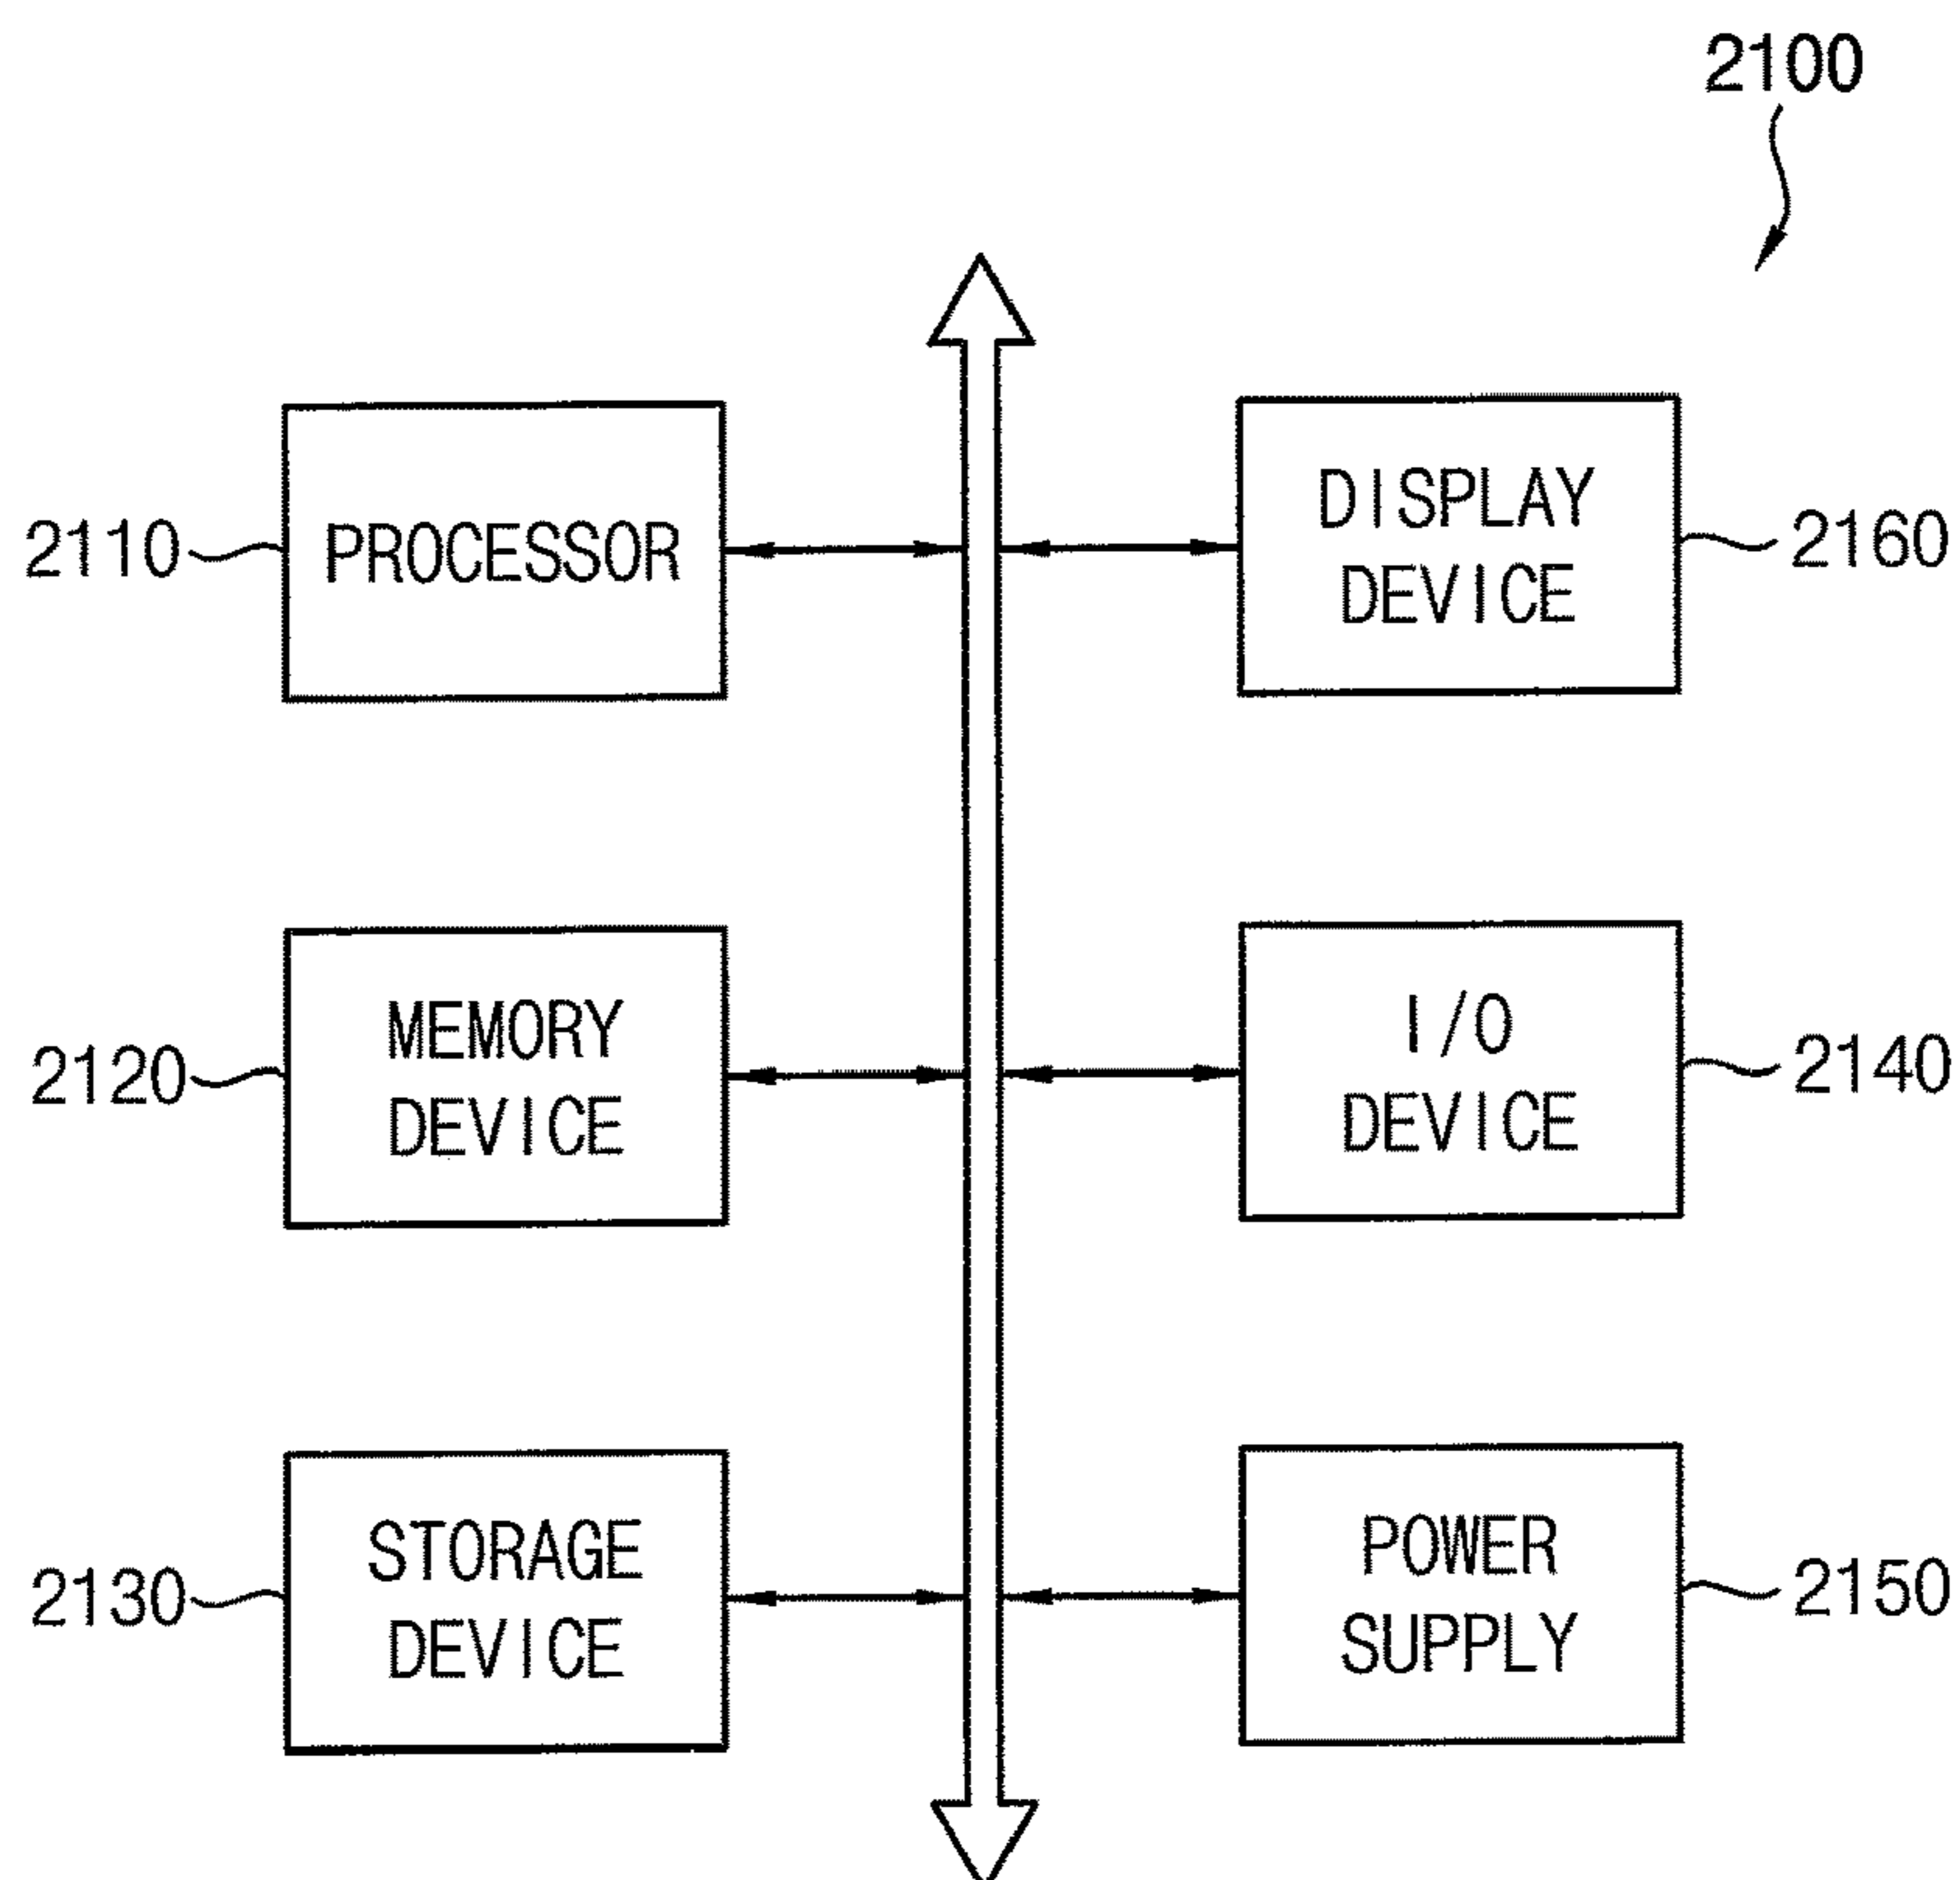 2100
2110
PROCESSOR
DISPLAY
DEVICE
2160
2120
MEMORY
DEVICE
I/O
DEVICE
2140
2130
STORAGE
DEVICE
POWER
SUPPLY
2150